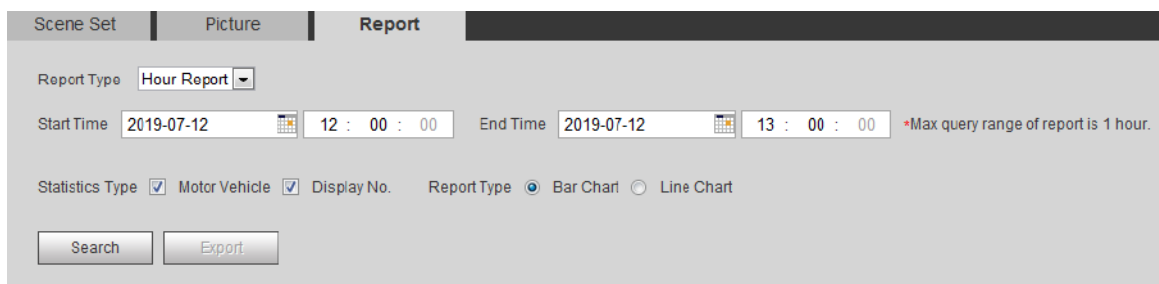 Scene Set Picture Report
Report Type Hour Report
Start Time 2019-07-12 12 : 00 : 00 End Time 2019-07-12 13 : 00 : 00 *Max query range of report is 1 hour.
Statistics Type Motor Vehicle Display No. Report Type Bar Chart Line Chart
Search Export